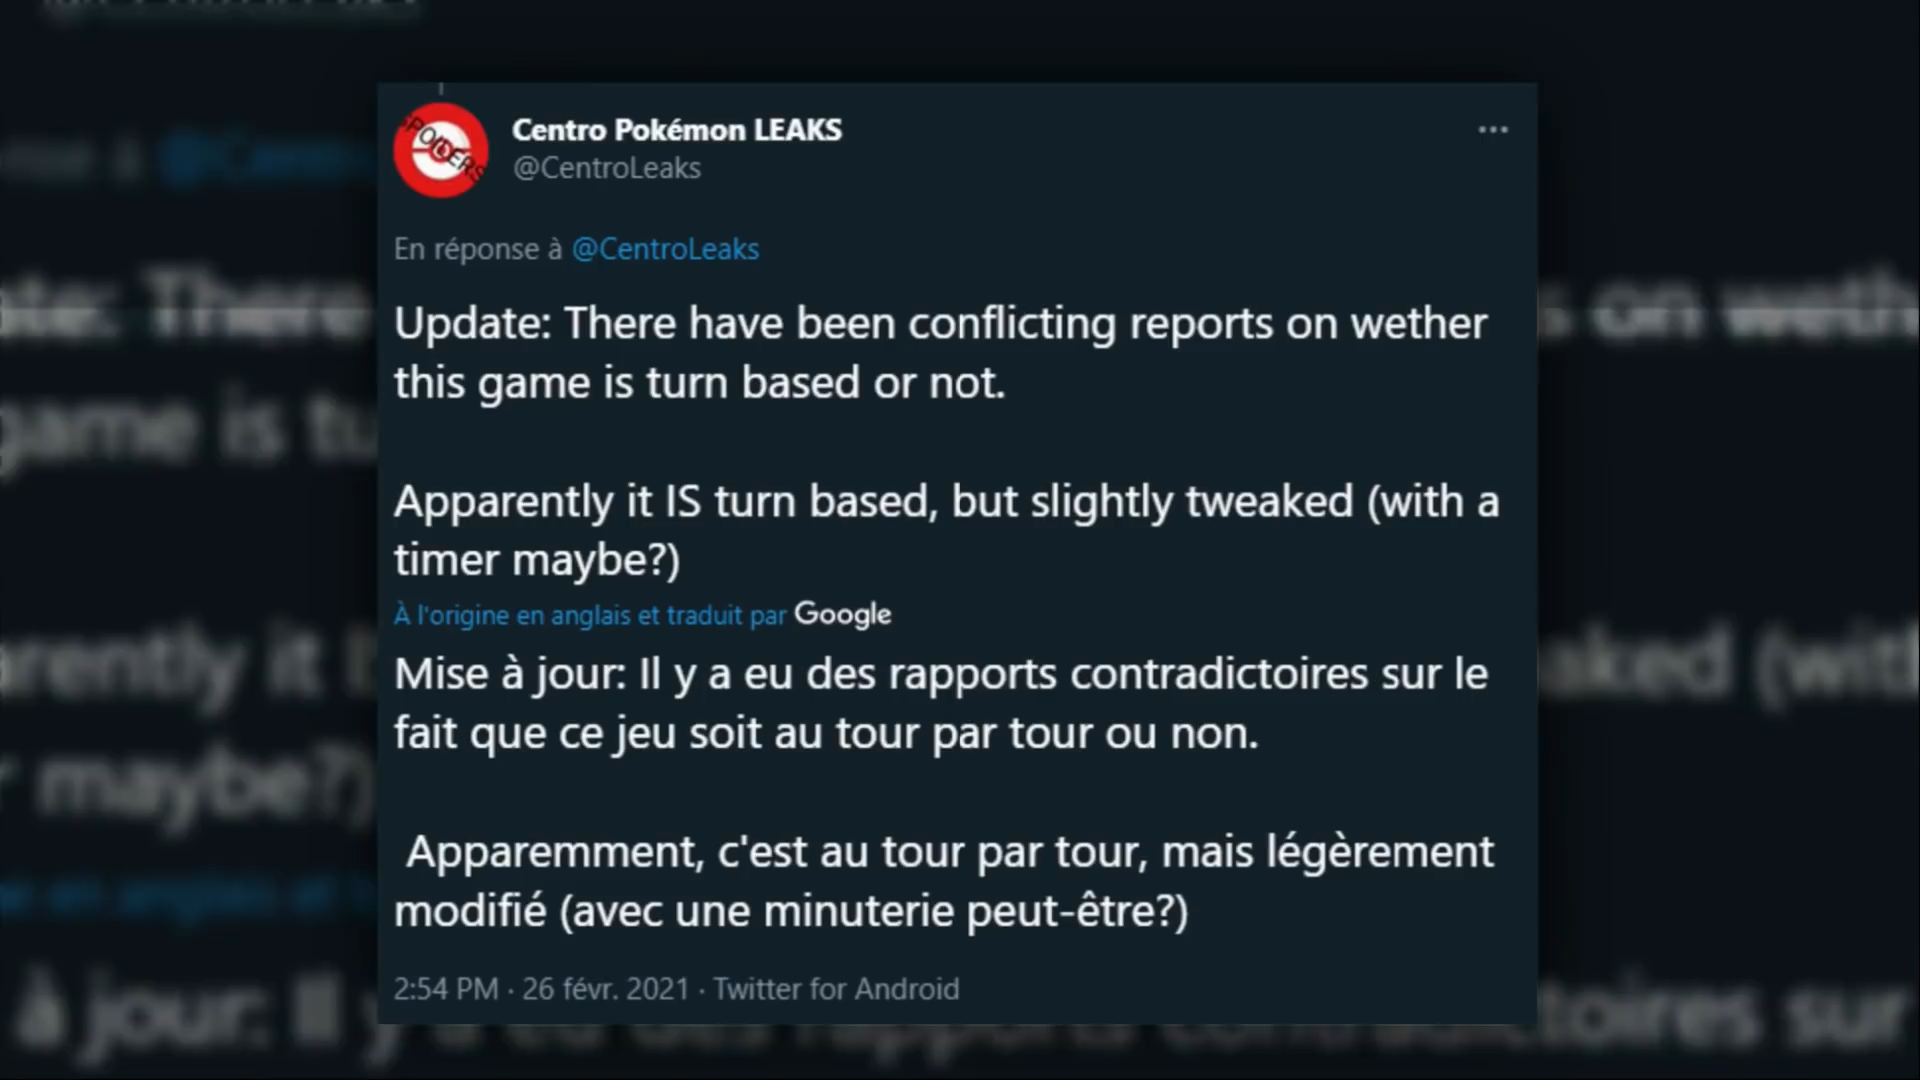 Centro Pokémon LEAKS
@CentroLeaks
SPOILERS
En réponse à @CentroLeaks
Update: There have been conflicting reports on wether
this game is turn based or not.
Apparently it IS turn based, but slightly tweaked (with a
timer maybe?)
À l'origine en anglais et traduit par Google
Mise à jour: Il y a eu des rapports contradictoires sur le
fait que ce jeu soit au tour par tour ou non.
Apparemment, c'est au tour par tour, mais légèrement
modifié (avec une minuterie peut-être?)
2:54 PM · 26 févr. 2021 · Twitter for Android